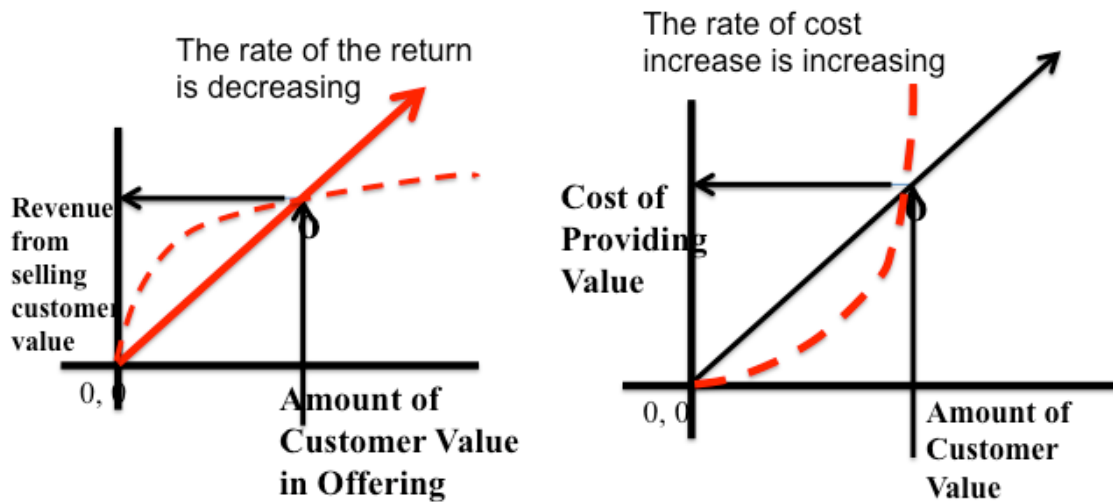 The rate of the return
is decreasing
Revenue
from
selling
customer
value
0, 0
Amount of
Customer Value
in Offering
The rate of cost
increase is increasing
Cost of
Providing
Value
0, 0
Amount of
Customer
Value